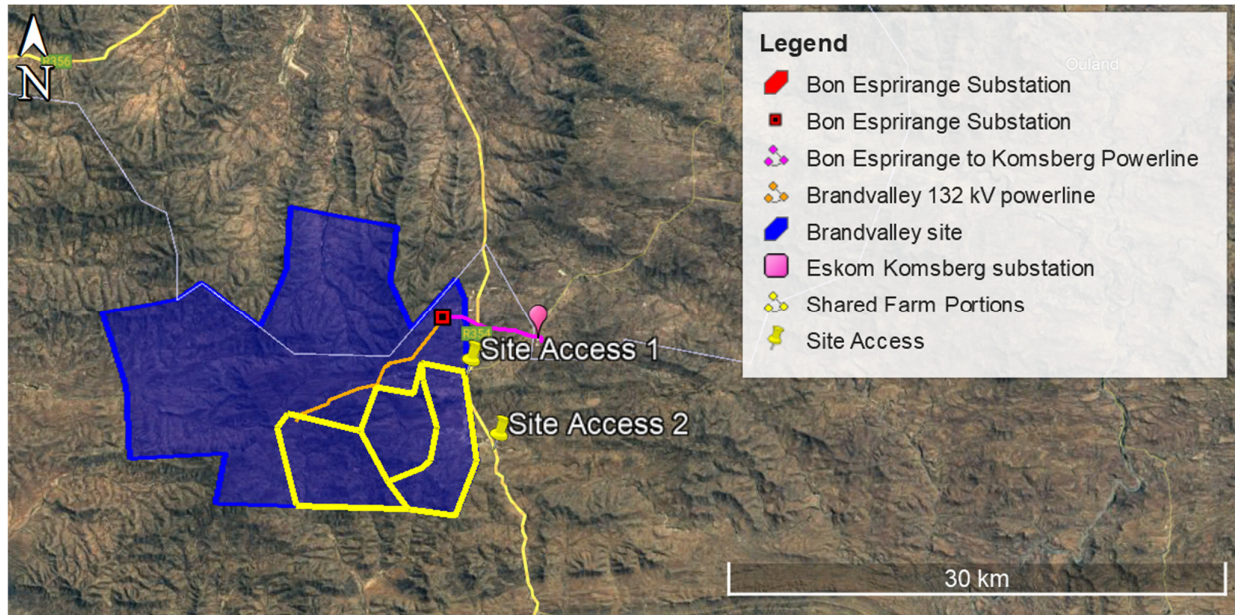 R356
N
Legend
Bon Esprirange Substation
Bon Esprirange Substation
Bon Esprirange to Komsberg Powerline
Brandvalley 132 kV powerline
Brandvalley site
Eskom Komsberg substation
Shared Farm Portions
Site Access
Ouland
R354
Site Access 1
Site Access 2
30 km